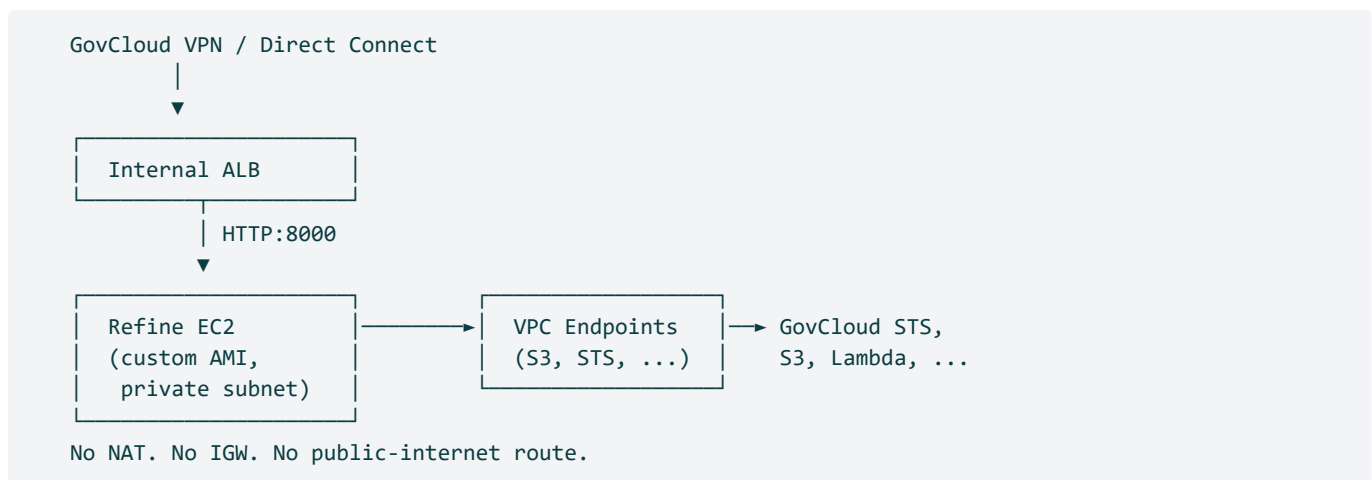 GovCloud VPN / Direct Connect
Internal ALB
HTTP:8000
Refine EC2 VPC Endpoints GovCloud STS,
(custom AMI, (S3, STS, ...) S3, Lambda, ...
private subnet)
No NAT. No IGW. No public-internet route.